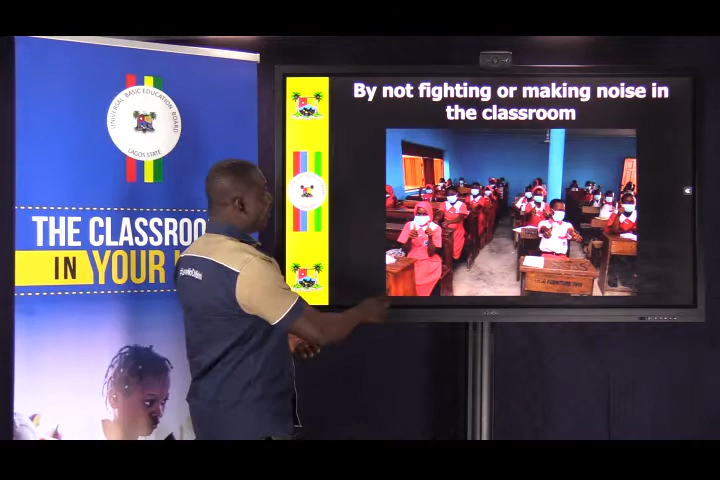 UNIVERSAL BASIC EDUCATION BOARD
LAGOS STATE
THE CLASSROO
IN YOUR
By not fighting or making noise in
the classroom